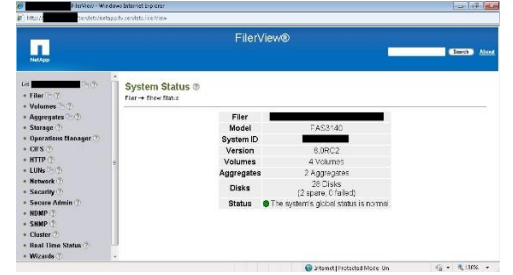 FilerView - Windows Internet Explorer
http://
FilerView®
NetApp
Search About
Filer
Volumes
Aggregates
Storage
Operations Manager
CIFS
HTTP
LUNs
Network
Security
Secure Admin
NDMP
SNMP
Cluster
Real Time Status
Wizards
System Status
Filer → Show Status
Filer
Model FAS3140
System ID
Version 8.0RC2
Volumes 4 Volumes
Aggregates 2 Aggregates
Disks 28 Disks
(2 spare, 0 failed)
Status The system's global status is normal
Internet | Protected Mode: On